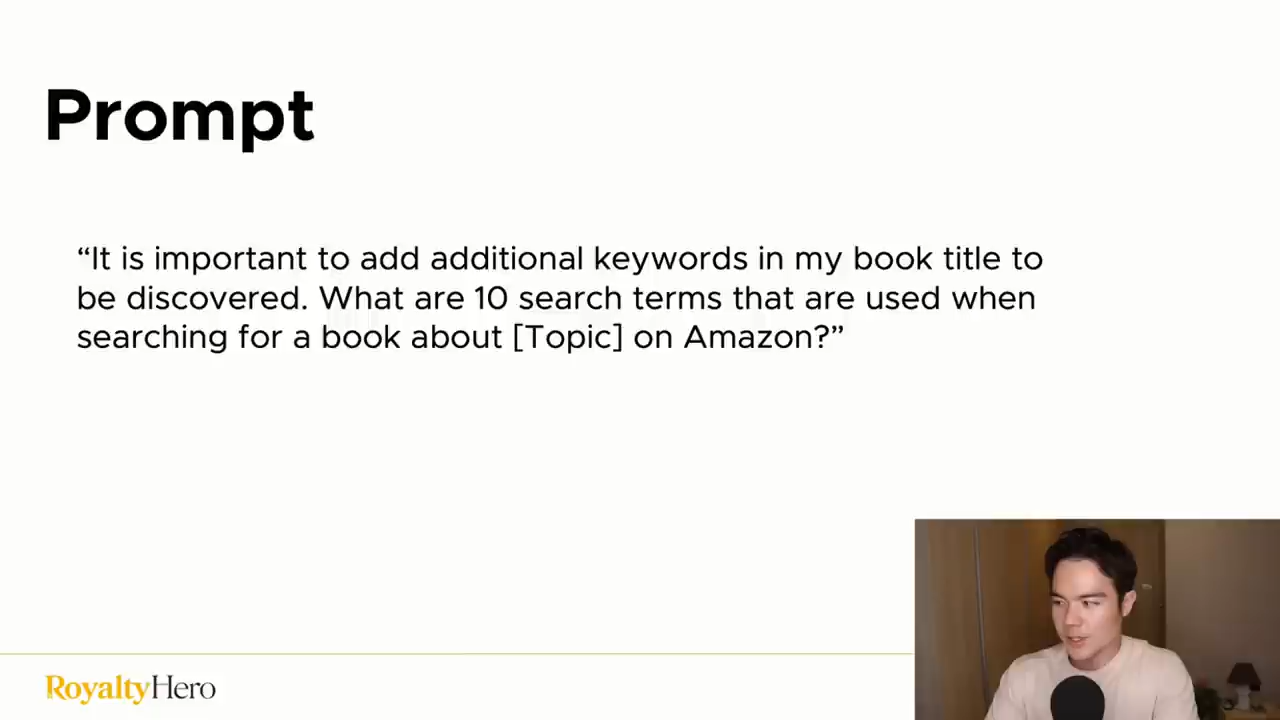 Prompt
“It is important to add additional keywords in my book title to
be discovered. What are 10 search terms that are used when
searching for a book about [Topic] on Amazon?”
RoyaltyHero